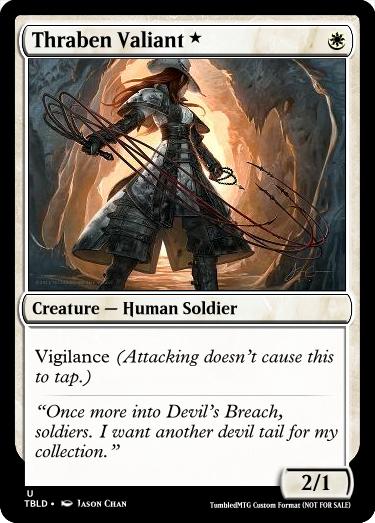 Thraben Valiant ★
Creature — Human Soldier
Vigilance (Attacking doesn't cause this
to tap.)
“Once more into Devil's Breach,
soldiers. I want another devil tail for my
collection.”
2/1
U
TBLD • Jason Chan
TumbledMTG Custom Format (NOT FOR SALE)